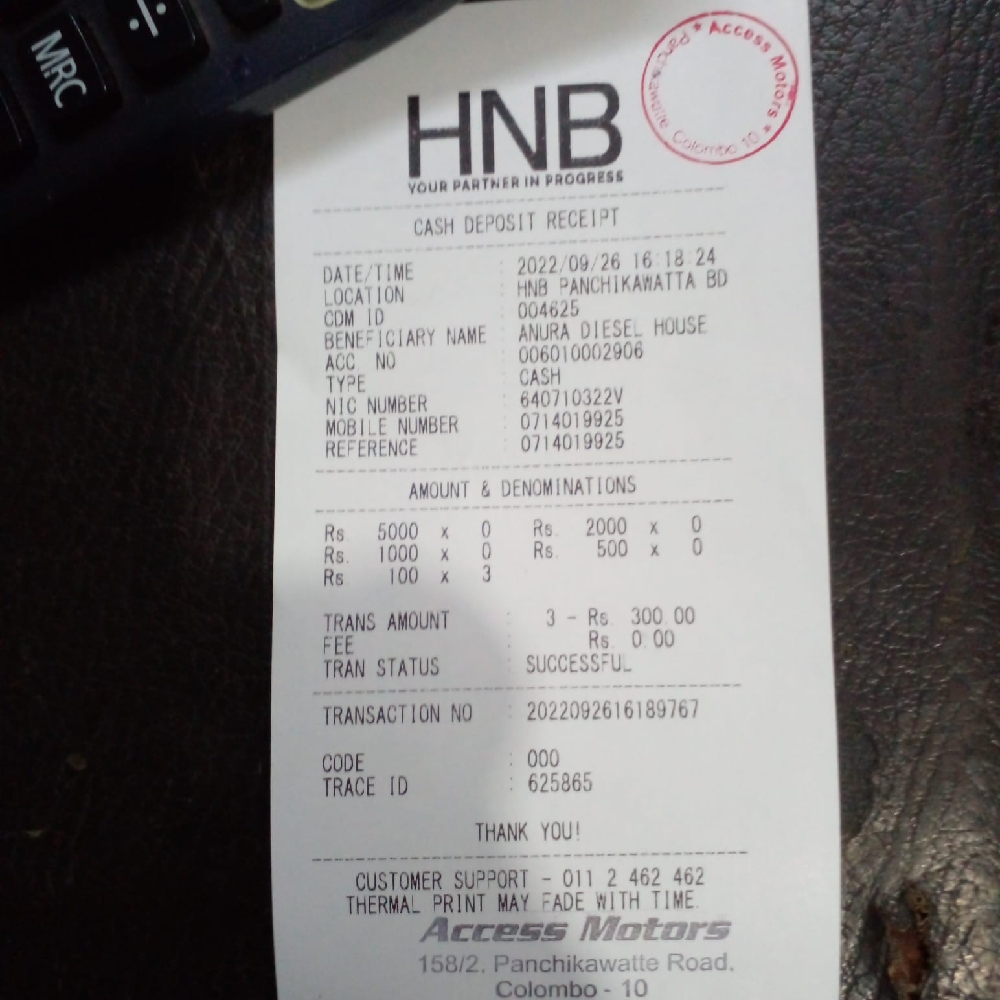 MRC
÷
HNB
YOUR PARTNER IN PROGRESS
* Access Motors * Panchikawatte Colombo 10
CASH DEPOSIT RECEIPT
DATE/TIME : 2022/09/26 16:18:24
LOCATION : HNB PANCHIKAWATTA BD
CDM ID : 004625
BENEFICIARY NAME : ANURA DIESEL HOUSE
ACC. NO : 006010002906
TYPE : CASH
NIC NUMBER : 640710322V
MOBILE NUMBER : 0714019925
REFERENCE : 0714019925
AMOUNT & DENOMINATIONS
Rs 5000 x 0 Rs. 2000 x 0
Rs. 1000 x 0 Rs. 500 x 0
Rs 100 x 3
TRANS AMOUNT : 3 - Rs. 300.00
FEE Rs. 0.00
TRAN STATUS : SUCCESSFUL
TRANSACTION NO : 2022092616189767
CODE : 000
TRACE ID : 625865
THANK YOU!
CUSTOMER SUPPORT - 011 2 462 462
THERMAL PRINT MAY FADE WITH TIME.
Access Motors
158/2, Panchikawatte Road,
Colombo - 10